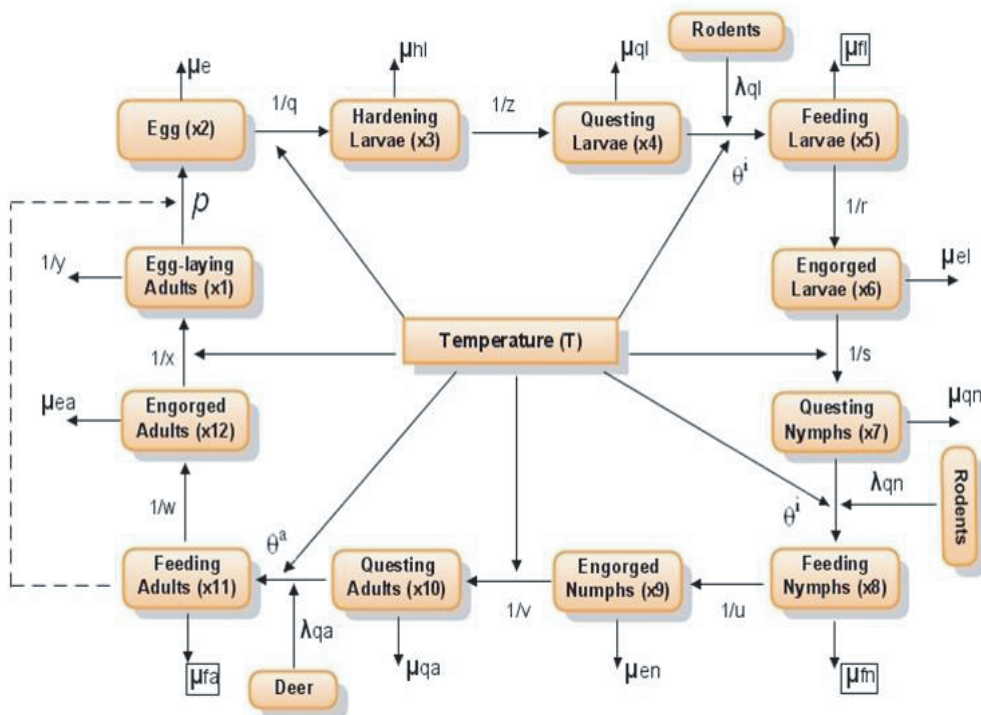 Rodents
μe
μhl
μql
λql
μfl
Egg (x2)
1/q
Hardening
Larvae (x3)
1/z
Questing
Larvae (x4)
θi
Feeding
Larvae (x5)
p
1/r
1/y
Egg-laying
Adults (x1)
Engorged
Larvae (x6)
μel
1/x
Temperature (T)
1/s
μea
Engorged
Adults (x12)
Questing
Nymphs (x7)
μqn
1/w
λqn
Rodents
θi
θa
Feeding
Adults (x11)
Questing
Adults (x10)
1/v
Engorged
Numphs (x9)
1/u
Feeding
Nymphs (x8)
λqa
μfa
Deer
μqa
μen
μfn